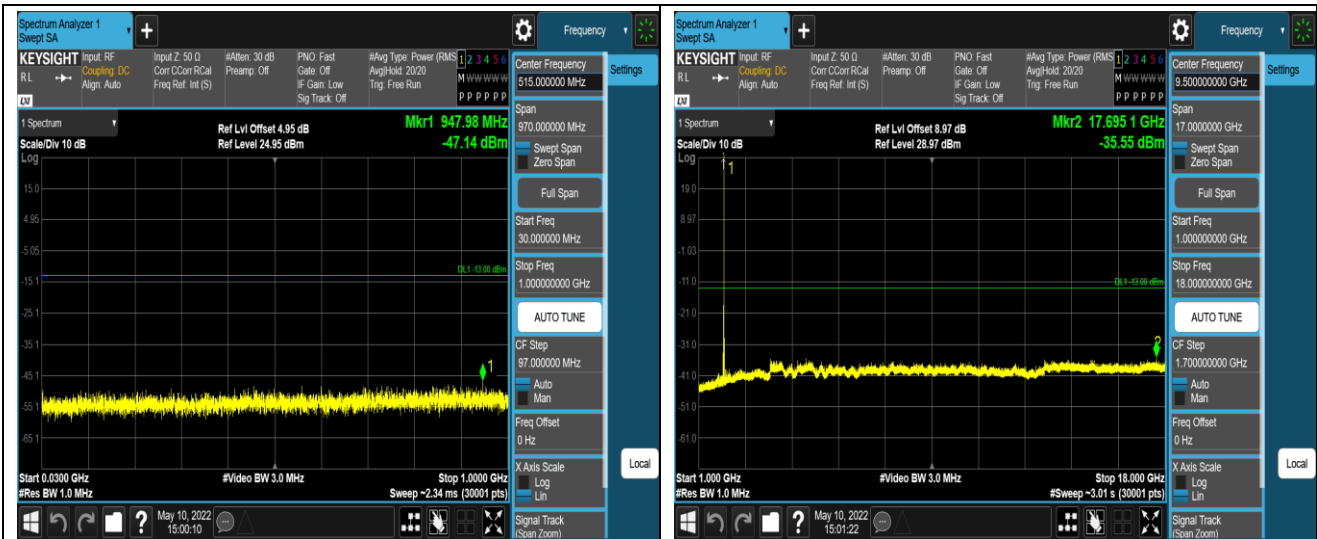 Spectrum Analyzer 1
Swept SA
Frequency
KEYSIGHT
RL
LXI
Input: RF
Coupling: DC
Align: Auto
Input Z: 50 Ω
Corr CCorr RCal
Freq Ref: Int (S)
#Atten: 30 dB
Preamp: Off
PNO: Fast
Gate: Off
IF Gain: Low
Sig Track: Off
#Avg Type: Power (RMS
Avg|Hold: 20/20
Trig: Free Run
1 2 3 4 5 6
M W W W W W
P P P P P P
Center Frequency
515.000000 MHz
Settings
1 Spectrum
Ref Lvl Offset 4.95 dB
Mkr1 947.98 MHz
Scale/Div 10 dB
Ref Level 24.95 dBm
-47.14 dBm
Log
15.0
4.95
-5.05
-15.1
-25.1
-35.1
-45.1
-55.1
-65.1
DL1 -13.00 dBm
1
Start 0.0300 GHz
#Video BW 3.0 MHz
Stop 1.0000 GHz
#Res BW 1.0 MHz
Sweep ~2.34 ms (30001 pts)
Span
970.000000 MHz
Swept Span
Zero Span
Full Span
Start Freq
30.000000 MHz
Stop Freq
1.000000000 GHz
AUTO TUNE
CF Step
97.000000 MHz
Auto
Man
Freq Offset
0 Hz
X Axis Scale
Log
Lin
Local
Signal Track
(Span Zoom)
?
May 10, 2022
15:00:10
Spectrum Analyzer 1
Swept SA
Frequency
KEYSIGHT
RL
LXI
Input: RF
Coupling: DC
Align: Auto
Input Z: 50 Ω
Corr CCorr RCal
Freq Ref: Int (S)
#Atten: 30 dB
Preamp: Off
PNO: Fast
Gate: Off
IF Gain: Low
Sig Track: Off
#Avg Type: Power (RMS
Avg|Hold: 20/20
Trig: Free Run
1 2 3 4 5 6
M W W W W W
P P P P P P
Center Frequency
9.500000000 GHz
Settings
1 Spectrum
Ref Lvl Offset 8.97 dB
Mkr2 17.695 1 GHz
Scale/Div 10 dB
Ref Level 28.97 dBm
-35.55 dBm
Log
19.0
8.97
-1.03
-11.0
-21.0
-31.0
-41.0
-51.0
-61.0
1
DL1 -13.00 dBm
2
Start 1.000 GHz
#Video BW 3.0 MHz
Stop 18.000 GHz
#Res BW 1.0 MHz
#Sweep ~3.01 s (30001 pts)
Span
17.0000000 GHz
Swept Span
Zero Span
Full Span
Start Freq
1.000000000 GHz
Stop Freq
18.000000000 GHz
AUTO TUNE
CF Step
1.700000000 GHz
Auto
Man
Freq Offset
0 Hz
X Axis Scale
Log
Lin
Local
Signal Track
(Span Zoom)
?
May 10, 2022
15:01:22